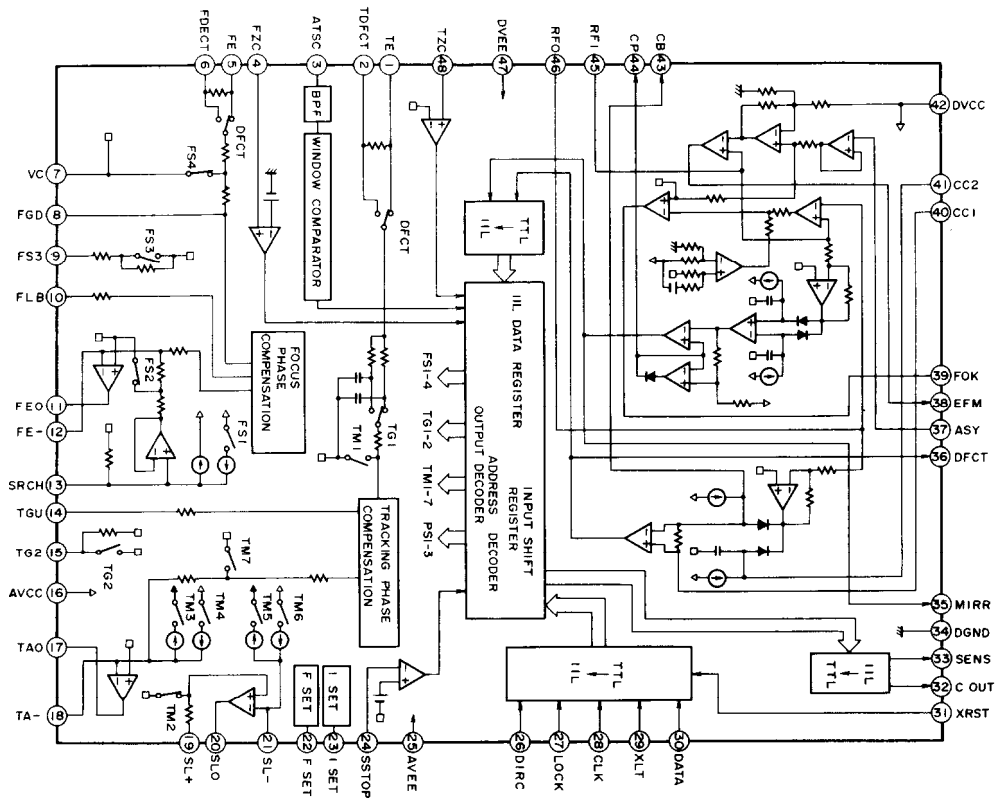 FDECT 6
FE 5
FZC 4
ATSC 3
TDFCT 2
TE 1
TZC 48
DVEE 47
RFO 46
RFI 45
CP 44
CB 43
42 DVCC
41 CC2
40 CC1
39 FOK
38 EFM
37 ASY
36 DFCT
35 MIRR
34 DGND
33 SENS
32 C OUT
31 XRST
VC 7
FGD 8
FS3 9
FLB 10
FEO 11
FE- 12
SRCH 13
TGU 14
TG2 15
AVCC 16
TAO 17
TA- 18
19 SL+
20 SLO
21 SL-
22 F SET
23 I SET
24 SSTOP
25 AVEE
26 DIRC
27 LOCK
28 CLK
29 XLT
30 DATA
DFCT
FS4
FS3
BPF
WINDOW COMPARATOR
DFCT
TTL
IIL
FOCUS PHASE
COMPENSATION
FS2
FS1
TM1
TG1
TG2
TRACKING PHASE
COMPENSATION
TM7
TM3
TM4
TM5
TM6
TM2
F SET
I SET
FS1-4
TG1-2
TM1-7
PS1-3
IIL DATA REGISTER
INPUT SHIFT
REGISTER
ADDRESS DECODER
OUTPUT DECODER
TTL
IIL
IIL
TTL